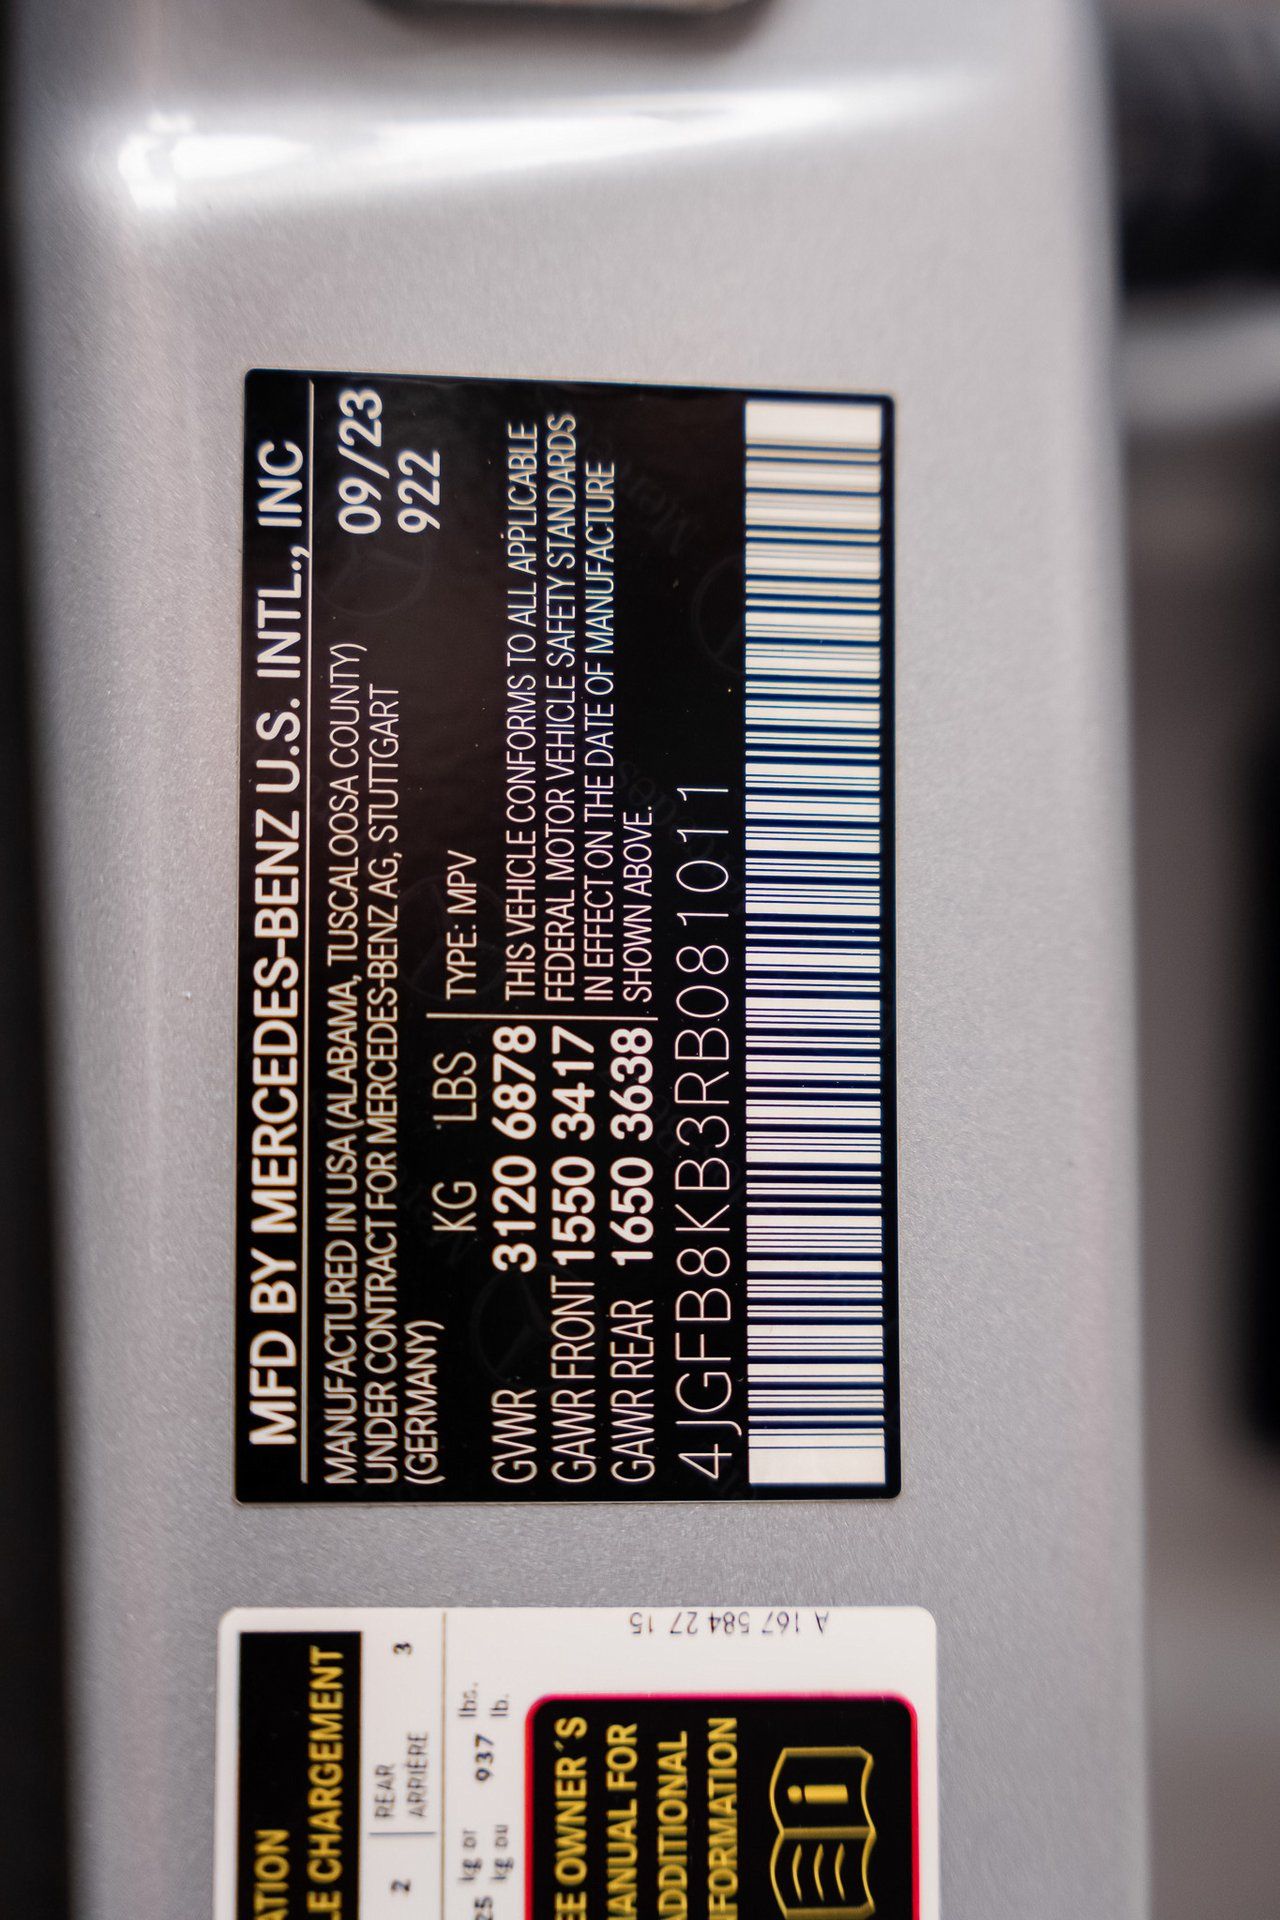 MFD BY MERCEDES-BENZ U.S. INTL., INC
MANUFACTURED IN USA (ALABAMA, TUSCALOOSA COUNTY) 09/23
UNDER CONTRACT FOR MERCEDES-BENZ AG, STUTTGART 922
(GERMANY)
KG LBS TYPE: MPV
GVWR 3120 6878 THIS VEHICLE CONFORMS TO ALL APPLICABLE
GAWR FRONT 1550 3417 FEDERAL MOTOR VEHICLE SAFETY STANDARDS
IN EFFECT ON THE DATE OF MANUFACTURE
GAWR REAR 1650 3638 SHOWN ABOVE.
4JGFB8KB3RB081011
LE CHARGEMENT
2 REAR 3
ARRIÈRE
kg or 937 lbs.
kg ou lb.
OWNER'S
MANUAL FOR
ADDITIONAL
INFORMATION
i
A 167 584 27 15